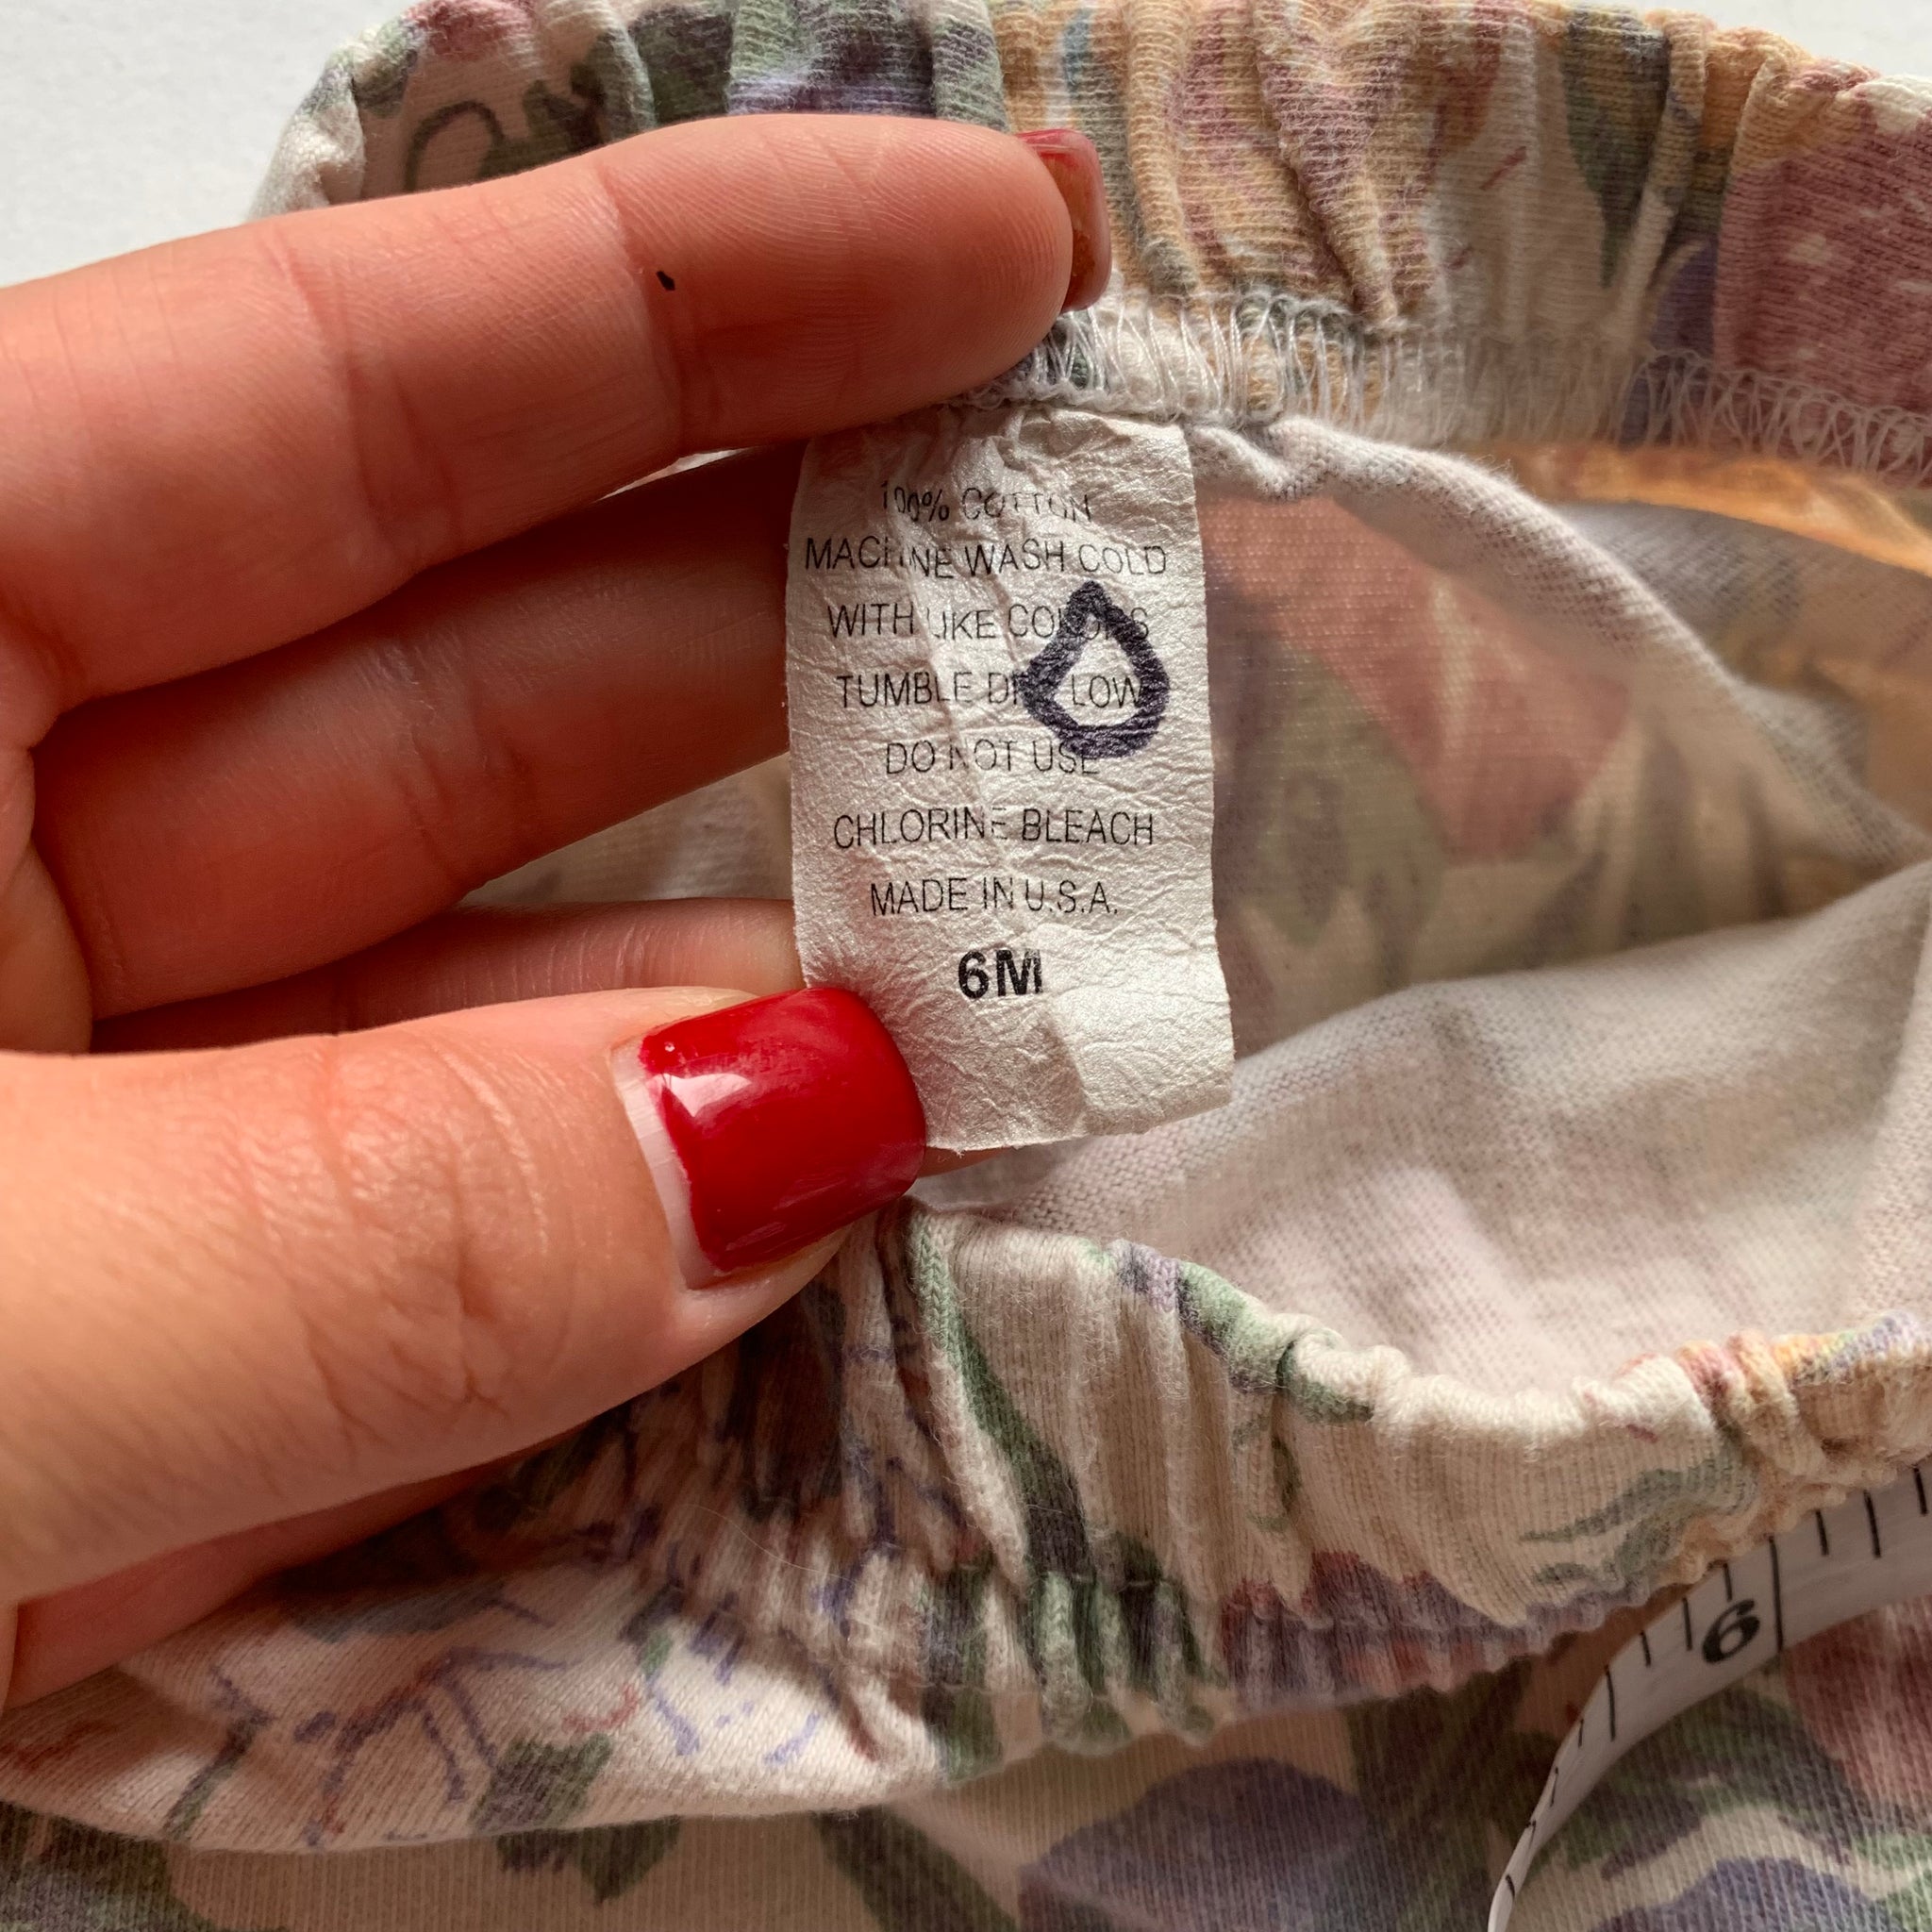 100% COTTON
MACHINE WASH COLD
WITH LIKE COLORS
TUMBLE DRY LOW
DO NOT USE
CHLORINE BLEACH
MADE IN U.S.A.
6M
6